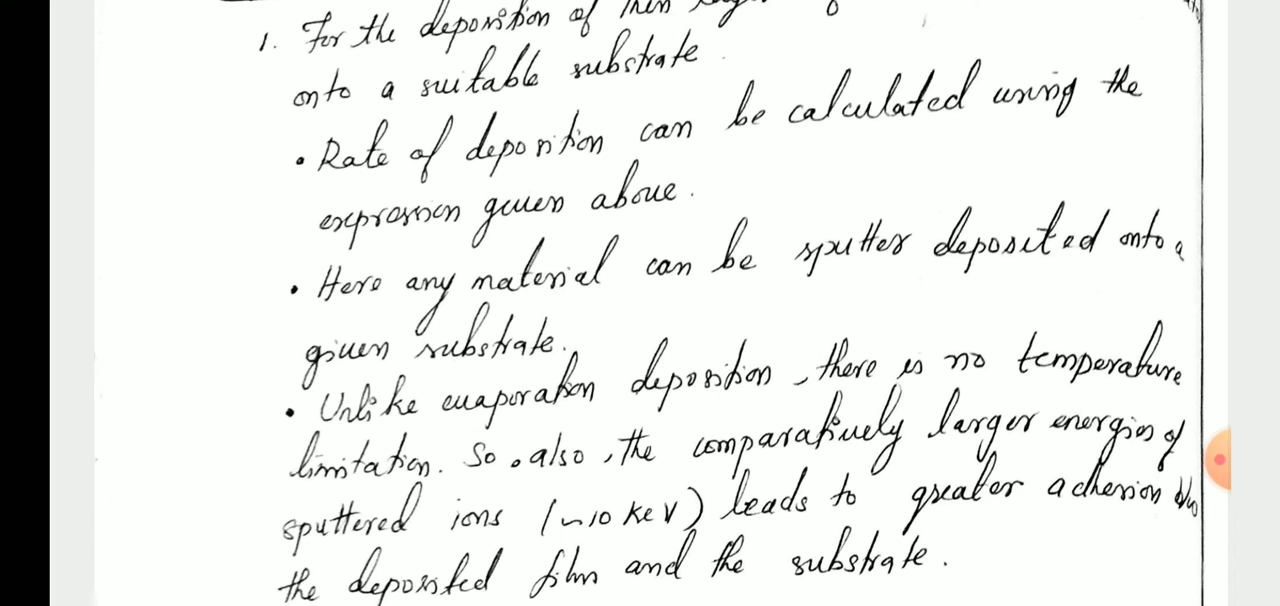 1. For the deposition of thin
onto a suitable substrate
• Rate of deposition can be calculated using the
expression given above.
• Here any material can be sputter deposited onto a
given substrate.
• Unlike evaporation deposition, there is no temperature
limitation. So, also, the comparatively larger energies of
sputtered ions (~10 keV) leads to greater adhesion b/w
the deposited film and the substrate.